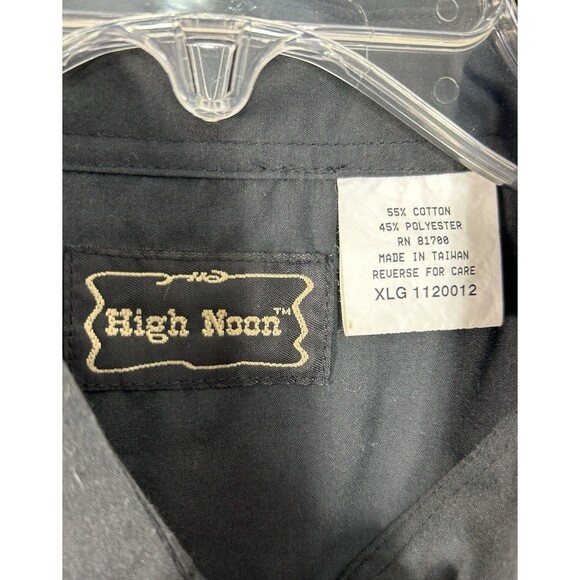 High Noon™
55% COTTON
45% POLYESTER
RN 81700
MADE IN TAIWAN
REVERSE FOR CARE
XLG 1120012